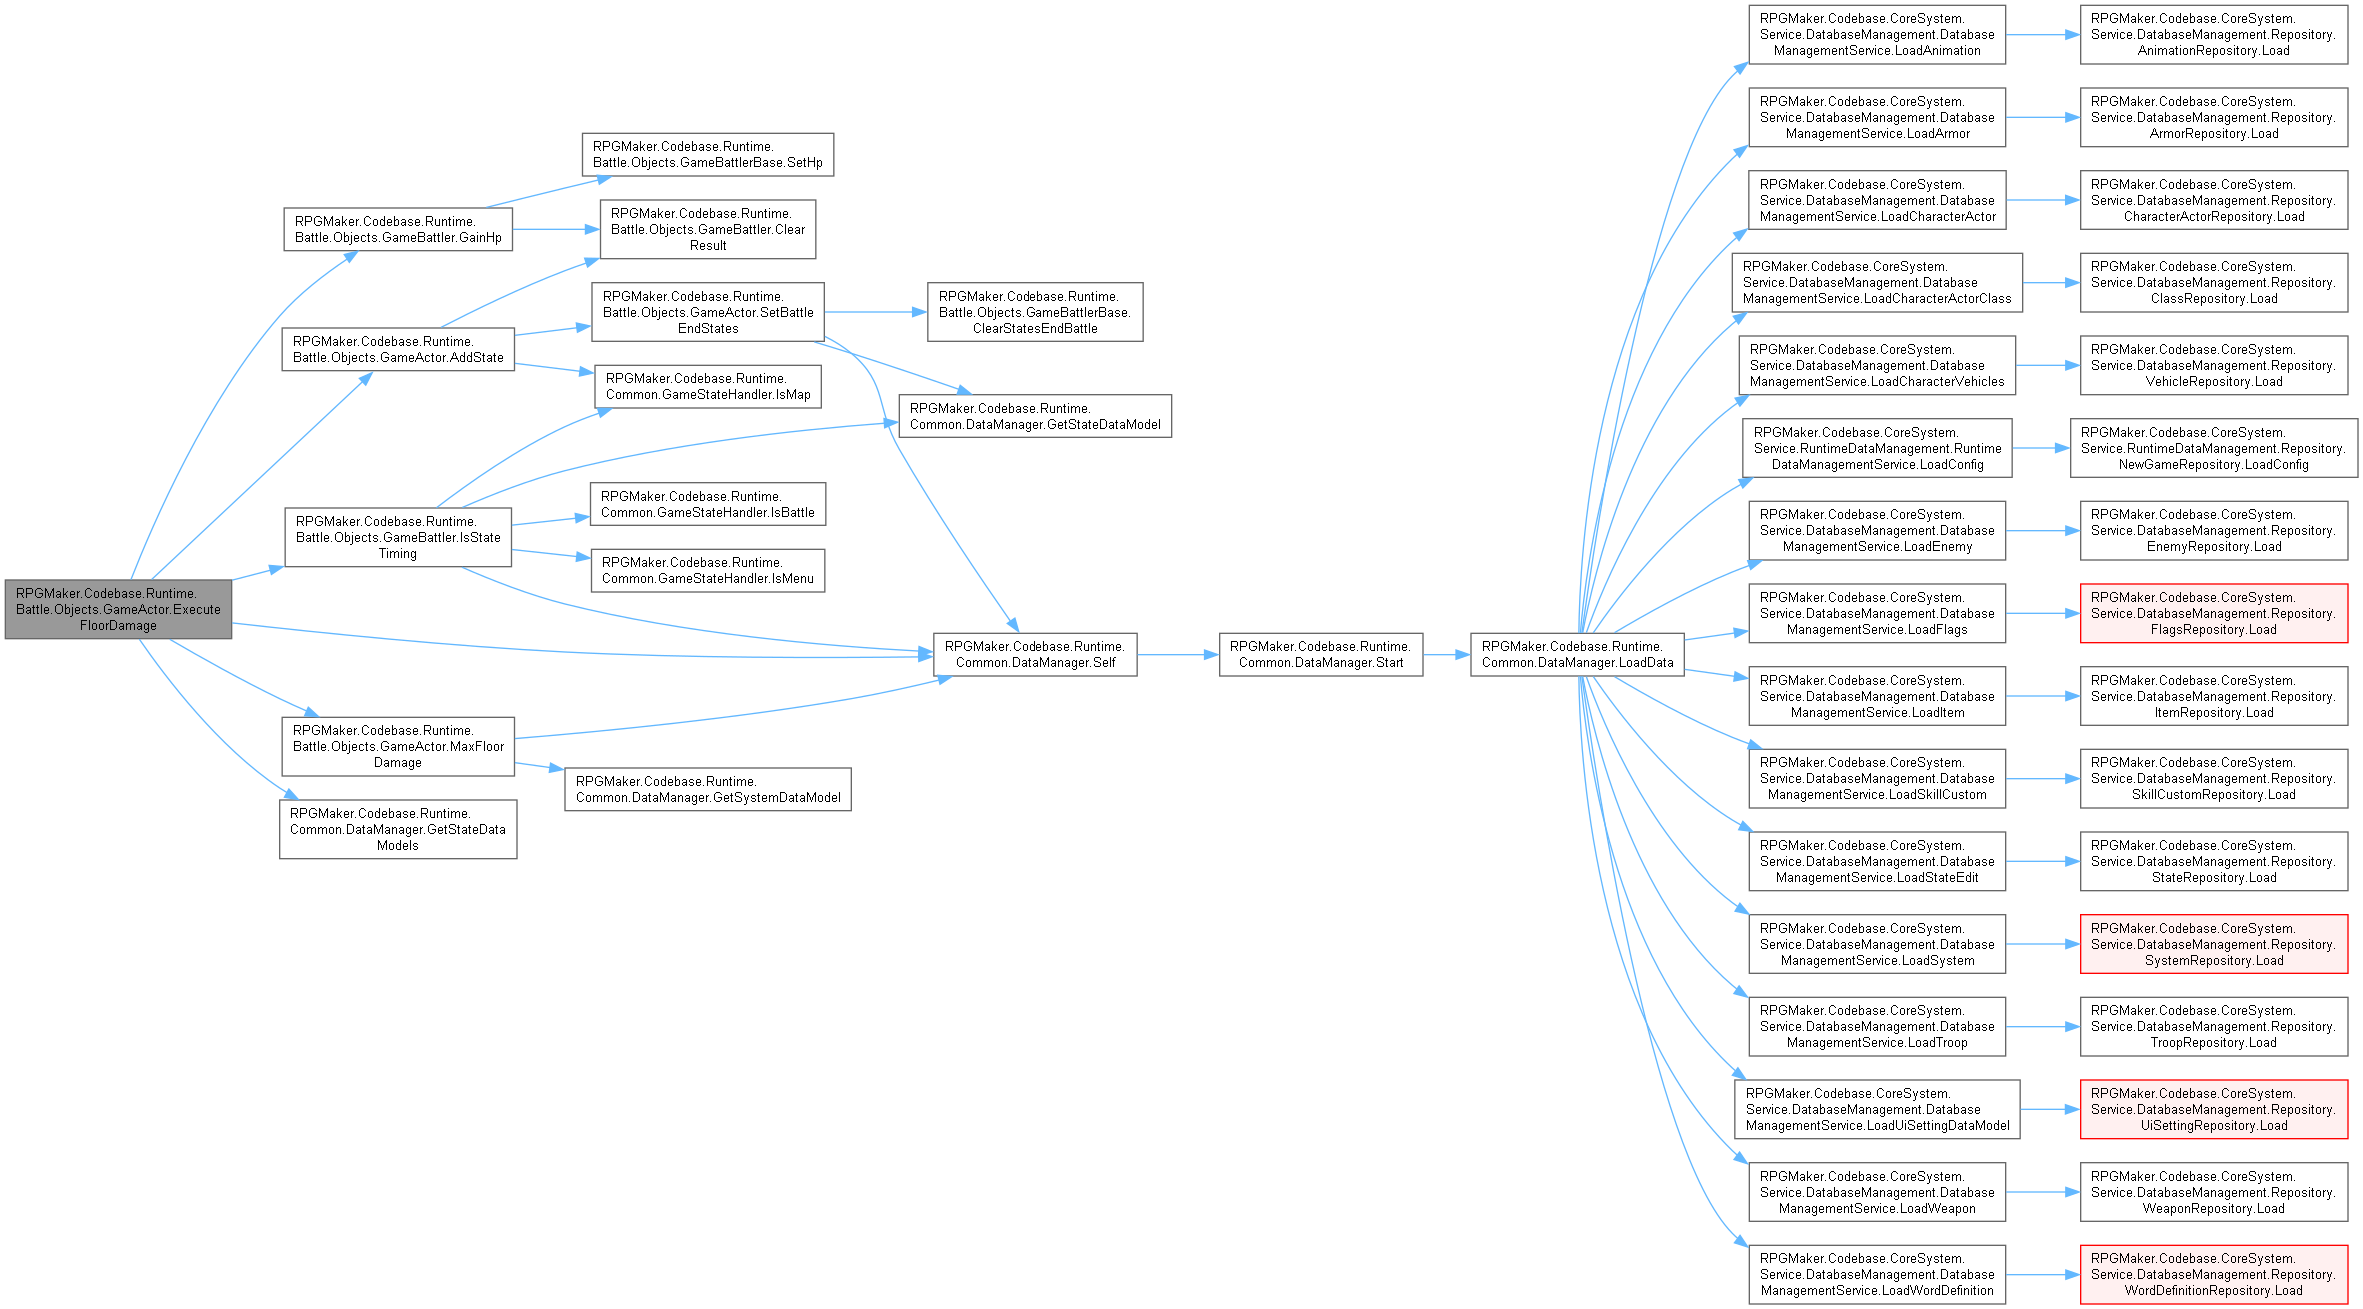 RPGMaker.Codebase.Runtime.
Battle.Objects.GameActor.Execute
FloorDamage
RPGMaker.Codebase.Runtime.
Battle.Objects.GameBattler.GainHp
RPGMaker.Codebase.Runtime.
Battle.Objects.GameActor.AddState
RPGMaker.Codebase.Runtime.
Battle.Objects.GameBattler.IsState
Timing
RPGMaker.Codebase.Runtime.
Battle.Objects.GameActor.MaxFloor
Damage
RPGMaker.Codebase.Runtime.
Common.DataManager.GetStateData
Models
RPGMaker.Codebase.Runtime.
Battle.Objects.GameBattlerBase.SetHp
RPGMaker.Codebase.Runtime.
Battle.Objects.GameBattler.Clear
Result
RPGMaker.Codebase.Runtime.
Battle.Objects.GameActor.SetBattle
EndStates
RPGMaker.Codebase.Runtime.
Common.GameStateHandler.IsMap
RPGMaker.Codebase.Runtime.
Common.GameStateHandler.IsBattle
RPGMaker.Codebase.Runtime.
Common.GameStateHandler.IsMenu
RPGMaker.Codebase.Runtime.
Common.DataManager.GetSystemDataModel
RPGMaker.Codebase.Runtime.
Battle.Objects.GameBattlerBase.
ClearStatesEndBattle
RPGMaker.Codebase.Runtime.
Common.DataManager.GetStateDataModel
RPGMaker.Codebase.Runtime.
Common.DataManager.Self
RPGMaker.Codebase.Runtime.
Common.DataManager.Start
RPGMaker.Codebase.Runtime.
Common.DataManager.LoadData
RPGMaker.Codebase.CoreSystem.
Service.DatabaseManagement.Database
ManagementService.LoadAnimation
RPGMaker.Codebase.CoreSystem.
Service.DatabaseManagement.Repository.
AnimationRepository.Load
RPGMaker.Codebase.CoreSystem.
Service.DatabaseManagement.Database
ManagementService.LoadArmor
RPGMaker.Codebase.CoreSystem.
Service.DatabaseManagement.Repository.
ArmorRepository.Load
RPGMaker.Codebase.CoreSystem.
Service.DatabaseManagement.Database
ManagementService.LoadCharacterActor
RPGMaker.Codebase.CoreSystem.
Service.DatabaseManagement.Repository.
CharacterActorRepository.Load
RPGMaker.Codebase.CoreSystem.
Service.DatabaseManagement.Database
ManagementService.LoadCharacterActorClass
RPGMaker.Codebase.CoreSystem.
Service.DatabaseManagement.Repository.
ClassRepository.Load
RPGMaker.Codebase.CoreSystem.
Service.DatabaseManagement.Database
ManagementService.LoadCharacterVehicles
RPGMaker.Codebase.CoreSystem.
Service.DatabaseManagement.Repository.
VehicleRepository.Load
RPGMaker.Codebase.CoreSystem.
Service.RuntimeDataManagement.Runtime
DataManagementService.LoadConfig
RPGMaker.Codebase.CoreSystem.
Service.RuntimeDataManagement.Repository.
NewGameRepository.LoadConfig
RPGMaker.Codebase.CoreSystem.
Service.DatabaseManagement.Database
ManagementService.LoadEnemy
RPGMaker.Codebase.CoreSystem.
Service.DatabaseManagement.Repository.
EnemyRepository.Load
RPGMaker.Codebase.CoreSystem.
Service.DatabaseManagement.Database
ManagementService.LoadFlags
RPGMaker.Codebase.CoreSystem.
Service.DatabaseManagement.Repository.
FlagsRepository.Load
RPGMaker.Codebase.CoreSystem.
Service.DatabaseManagement.Database
ManagementService.LoadItem
RPGMaker.Codebase.CoreSystem.
Service.DatabaseManagement.Repository.
ItemRepository.Load
RPGMaker.Codebase.CoreSystem.
Service.DatabaseManagement.Database
ManagementService.LoadSkillCustom
RPGMaker.Codebase.CoreSystem.
Service.DatabaseManagement.Repository.
SkillCustomRepository.Load
RPGMaker.Codebase.CoreSystem.
Service.DatabaseManagement.Database
ManagementService.LoadStateEdit
RPGMaker.Codebase.CoreSystem.
Service.DatabaseManagement.Repository.
StateRepository.Load
RPGMaker.Codebase.CoreSystem.
Service.DatabaseManagement.Database
ManagementService.LoadSystem
RPGMaker.Codebase.CoreSystem.
Service.DatabaseManagement.Repository.
SystemRepository.Load
RPGMaker.Codebase.CoreSystem.
Service.DatabaseManagement.Database
ManagementService.LoadTroop
RPGMaker.Codebase.CoreSystem.
Service.DatabaseManagement.Repository.
TroopRepository.Load
RPGMaker.Codebase.CoreSystem.
Service.DatabaseManagement.Database
ManagementService.LoadUiSettingDataModel
RPGMaker.Codebase.CoreSystem.
Service.DatabaseManagement.Repository.
UiSettingRepository.Load
RPGMaker.Codebase.CoreSystem.
Service.DatabaseManagement.Database
ManagementService.LoadWeapon
RPGMaker.Codebase.CoreSystem.
Service.DatabaseManagement.Repository.
WeaponRepository.Load
RPGMaker.Codebase.CoreSystem.
Service.DatabaseManagement.Database
ManagementService.LoadWordDefinition
RPGMaker.Codebase.CoreSystem.
Service.DatabaseManagement.Repository.
WordDefinitionRepository.Load